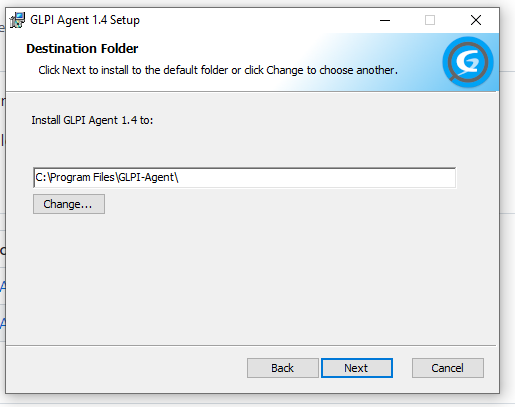 GLPI Agent 1.4 Setup
Destination Folder
Click Next to install to the default folder or click Change to choose another.
Install GLPI Agent 1.4 to:
C:\Program Files\GLPI-Agent\
Change...
Back
Next
Cancel